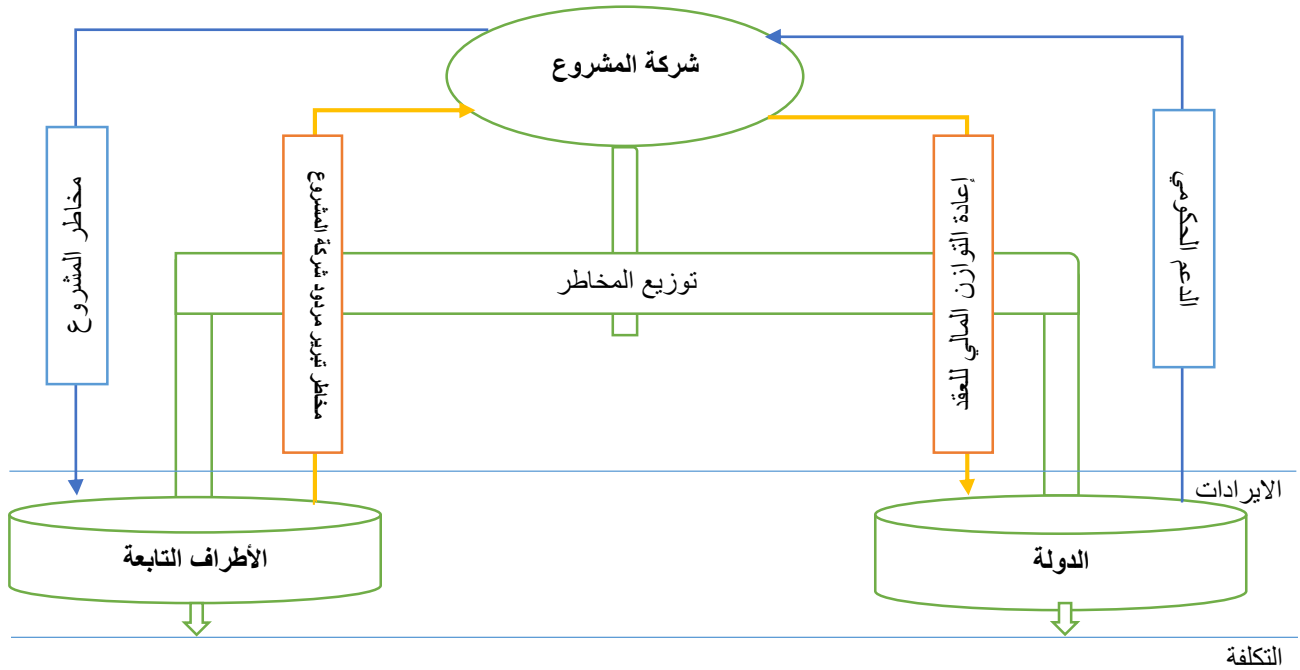 شركة المشروع
الدعم الحكومي
إعادة التوازن المالي للعقد
مخاطر تبرير مردود شركة المشروع
مخاطر المشروع
توزيع المخاطر
الايرادات
الدولة
الأطراف التابعة
التكلفة